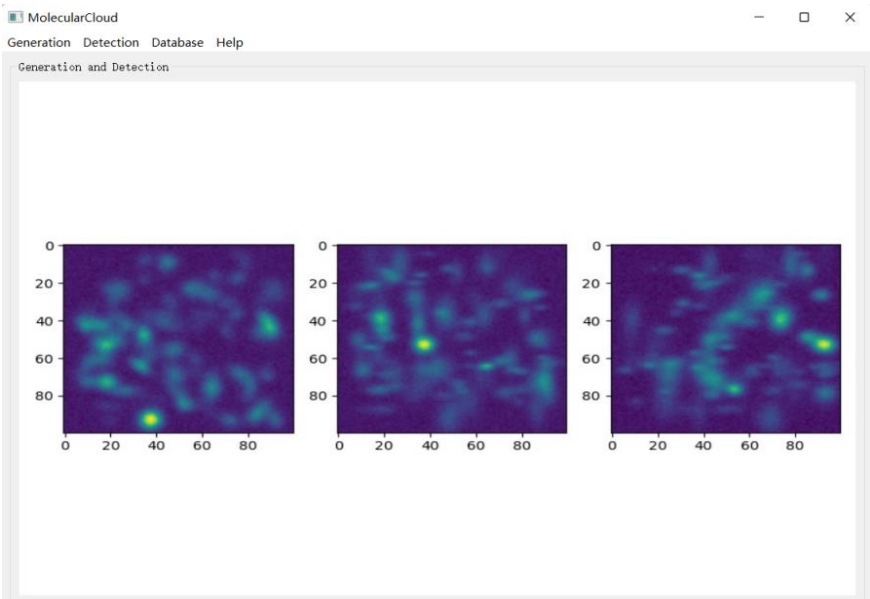 MolecularCloud
Generation Detection Database Help
Generation and Detection
0 0 0
20 20 20
40 40 40
60 60 60
80 80 80
0 20 40 60 80 0 20 40 60 80 0 20 40 60 80